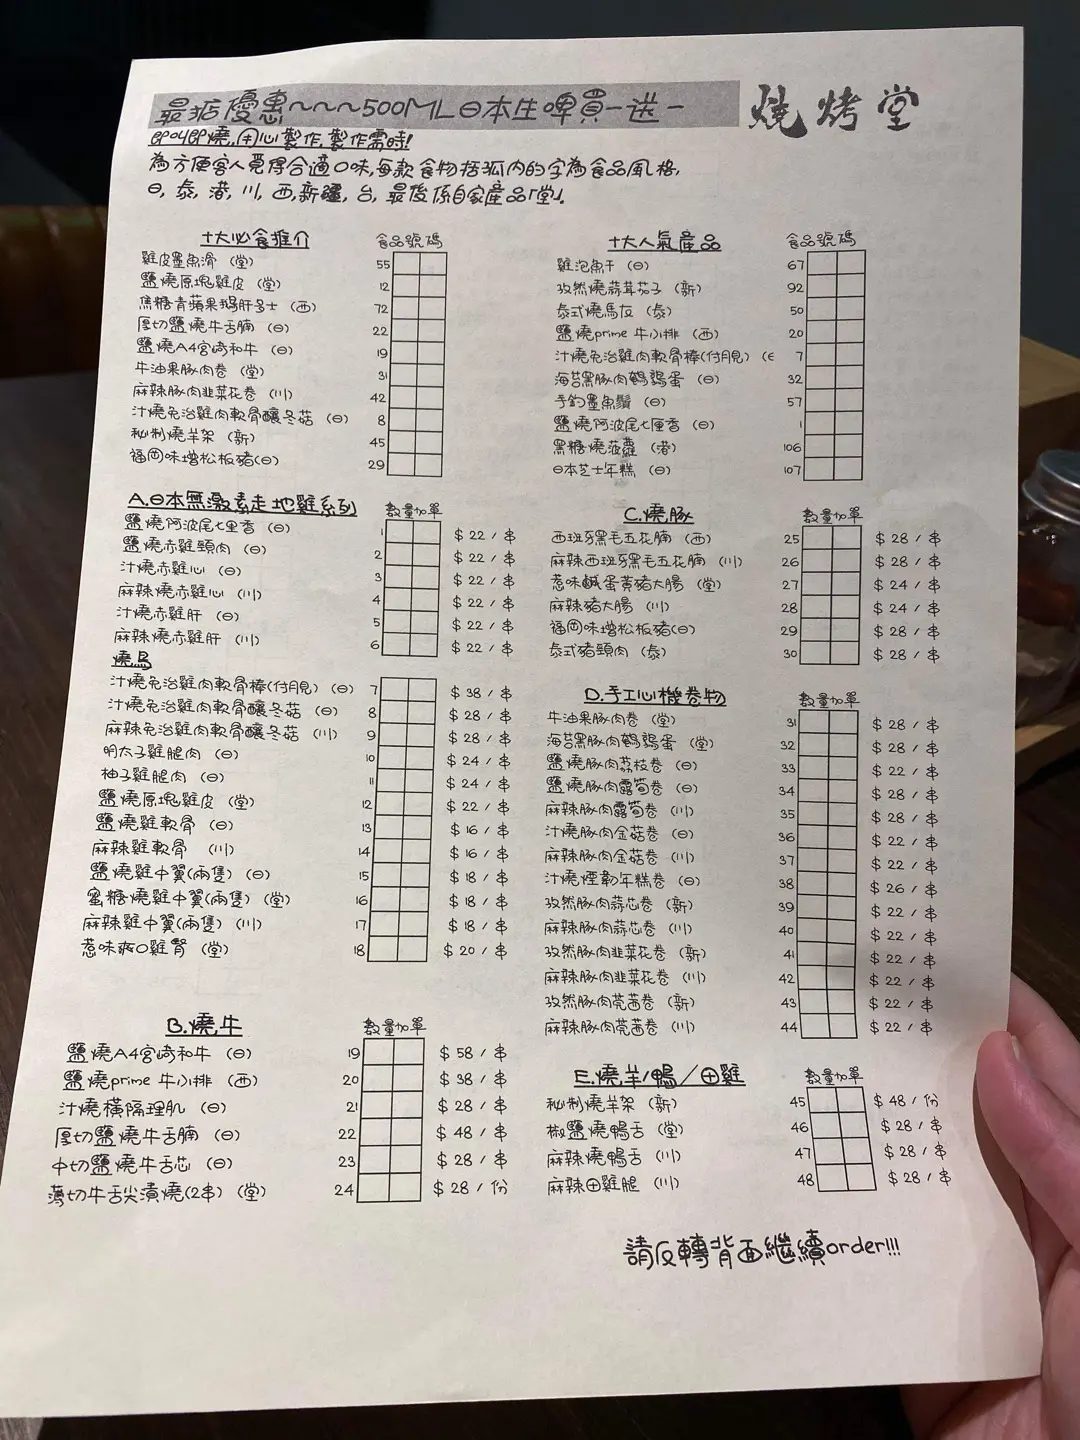 最掂優惠～～～500ML日本生啤買一送一
燒烤堂
即叫即燒,用心製作,製作需時!
為方便客人覓得合適口味,每款食物括弧內的字為食品風格,
日, 泰, 港, 川, 西, 新疆, 台, 最後係自家產品「堂」.
十大必食推介 食品號碼
雞皮墨魚滑 (堂) 55
鹽燒原塊雞皮 (堂) 12
焦糖青蘋果鵝肝多士 (西) 72
厚切鹽燒牛舌腩 (日) 22
鹽燒A4宮崎和牛 (日) 19
牛油果豚肉卷 (堂) 31
麻辣豚肉韭菜花卷 (川) 42
汁燒免治雞肉軟骨釀冬菇 (日) 8
秘制燒羊架 (新) 45
福岡味增松板豬(日) 29
十大人氣產品 食品號碼
雞泡魚干 (日) 67
孜然燒蒜茸茄子 (新) 92
泰式燒馬友 (泰) 50
鹽燒prime 牛小排 (西) 20
汁燒免治雞肉軟骨棒(付月見) 7
海苔黑豚肉鵪鶉蛋 (日) 32
手釣墨魚鬚 (日) 57
鹽燒阿波尾七里香 (日) 1
黑糖燒菠蘿 (港) 106
日本芝士年糕 (日) 107
A.日本無激素走地雞系列 數量加單
鹽燒阿波尾七里香 (日) 1 $ 22 / 串
鹽燒赤雞頸肉 (日) 2 $ 22 / 串
汁燒赤雞心 (日) 3 $ 22 / 串
麻辣燒赤雞心 (川) 4 $ 22 / 串
汁燒赤雞肝 (日) 5 $ 22 / 串
麻辣燒赤雞肝 (川) 6 $ 22 / 串
燒鳥
汁燒免治雞肉軟骨棒(付月見) (日) 7 $ 38 / 串
汁燒免治雞肉軟骨釀冬菇 (日) 8 $ 28 / 串
麻辣免治雞肉軟骨釀冬菇 (川) 9 $ 28 / 串
明太子雞腿肉 (日) 10 $ 24 / 串
柚子雞腿肉 (日) 11 $ 24 / 串
鹽燒原塊雞皮 (堂) 12 $ 22 / 串
鹽燒雞軟骨 (日) 13 $ 16 / 串
麻辣雞軟骨 (川) 14 $ 16 / 串
鹽燒雞中翼(兩隻) (日) 15 $ 18 / 串
蜜糖燒雞中翼(兩隻) (堂) 16 $ 18 / 串
麻辣雞中翼(兩隻) (川) 17 $ 18 / 串
惹味爽口雞腎 (堂) 18 $ 20 / 串
B.燒牛 數量加單
鹽燒A4宮崎和牛 (日) 19 $ 58 / 串
鹽燒prime 牛小排 (西) 20 $ 38 / 串
汁燒橫隔理肌 (日) 21 $ 28 / 串
厚切鹽燒牛舌腩 (日) 22 $ 48 / 串
中切鹽燒牛舌芯 (日) 23 $ 28 / 串
薄切牛舌尖漬燒(2串) (堂) 24 $ 28 / 份
C.燒豚 數量加單
西班牙黑毛五花腩 (西) 25 $ 28 / 串
麻辣西班牙黑毛五花腩 (川) 26 $ 28 / 串
惹味鹹蛋黃豬大腸 (堂) 27 $ 24 / 串
麻辣豬大腸 (川) 28 $ 24 / 串
福岡味增松板豬(日) 29 $ 28 / 串
泰式豬頸肉 (泰) 30 $ 28 / 串
D.手工心機卷物 數量加單
牛油果豚肉卷 (堂) 31 $ 28 / 串
海苔黑豚肉鵪鶉蛋 (堂) 32 $ 28 / 串
鹽燒豚肉荔枝卷 (日) 33 $ 22 / 串
鹽燒豚肉露筍卷 (日) 34 $ 28 / 串
麻辣豚肉露筍卷 (川) 35 $ 28 / 串
汁燒豚肉金菇卷 (日) 36 $ 22 / 串
麻辣豚肉金菇卷 (川) 37 $ 22 / 串
汁燒煙韌年糕卷 (日) 38 $ 26 / 串
孜然豚肉蒜芯卷 (新) 39 $ 22 / 串
麻辣豚肉蒜芯卷 (川) 40 $ 22 / 串
孜然豚肉韭菜花卷 (新) 41 $ 22 / 串
麻辣豚肉韭菜花卷 (川) 42 $ 22 / 串
孜然豚肉莞茜卷 (新) 43 $ 22 / 串
麻辣豚肉莞茜卷 (川) 44 $ 22 / 串
E.燒羊/鴨/田雞 數量加單
秘制燒羊架 (新) 45 $ 48 / 份
椒鹽燒鴨舌 (堂) 46 $ 28 / 串
麻辣燒鴨舌 (川) 47 $ 28 / 串
麻辣田雞腿 (川) 48 $ 28 / 串
請反轉背面繼續order!!!